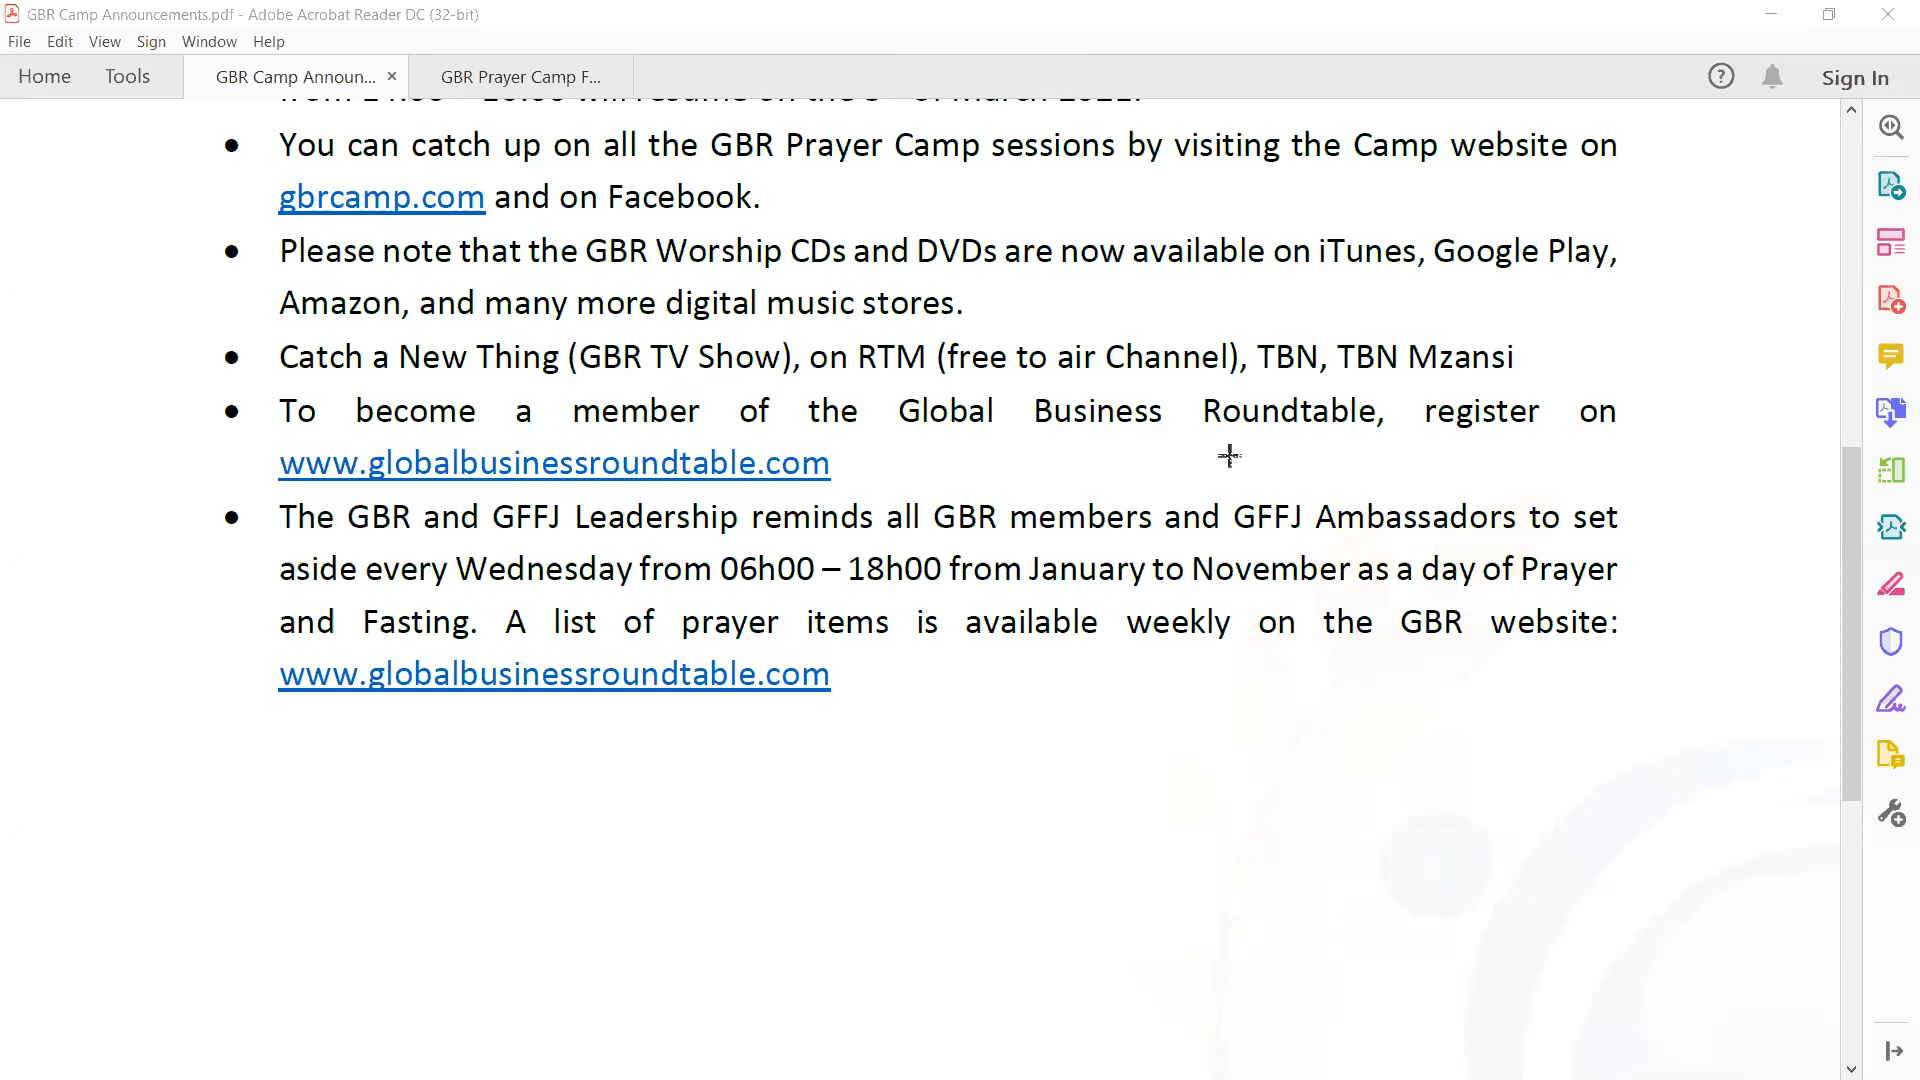 GBR Camp Announcements.pdf - Adobe Acrobat Reader DC (32-bit)
File Edit View Sign Window Help
Home Tools GBR Camp Announ... × GBR Prayer Camp F... Sign In
• You can catch up on all the GBR Prayer Camp sessions by visiting the Camp website on
gbrcamp.com and on Facebook.
• Please note that the GBR Worship CDs and DVDs are now available on iTunes, Google Play,
Amazon, and many more digital music stores.
• Catch a New Thing (GBR TV Show), on RTM (free to air Channel), TBN, TBN Mzansi
• To become a member of the Global Business Roundtable, register on
www.globalbusinessroundtable.com
• The GBR and GFFJ Leadership reminds all GBR members and GFFJ Ambassadors to set
aside every Wednesday from 06h00 – 18h00 from January to November as a day of Prayer
and Fasting. A list of prayer items is available weekly on the GBR website:
www.globalbusinessroundtable.com